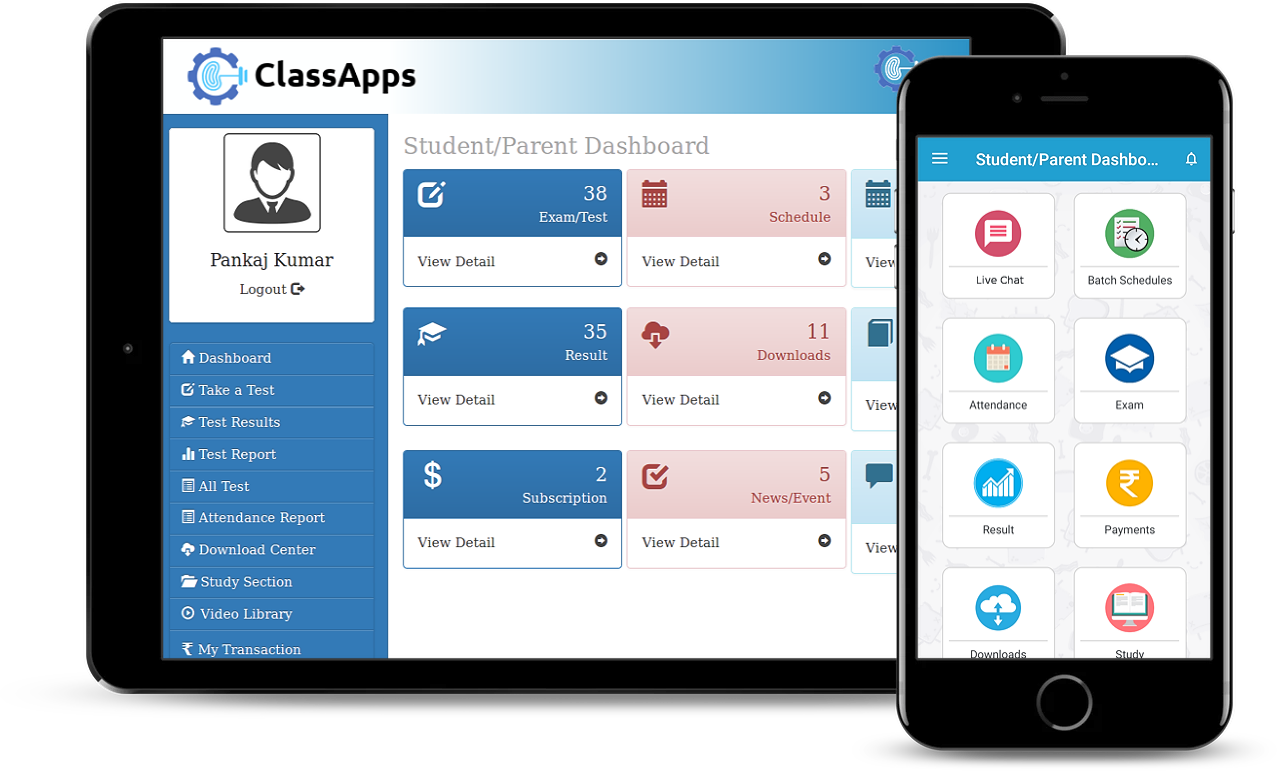 ClassApps
Pankaj Kumar
Logout
Dashboard
Take a Test
Test Results
Test Report
All Test
Attendance Report
Download Center
Study Section
Video Library
My Transaction
Student/Parent Dashboard
38
Exam/Test
View Detail
3
Schedule
View Detail
View
35
Result
View Detail
11
Downloads
View Detail
View
$
2
Subscription
View Detail
5
News/Event
View Detail
View
Student/Parent Dashbo...
Live Chat
Batch Schedules
Attendance
Exam
Result
₹
Payments
Downloads
Study